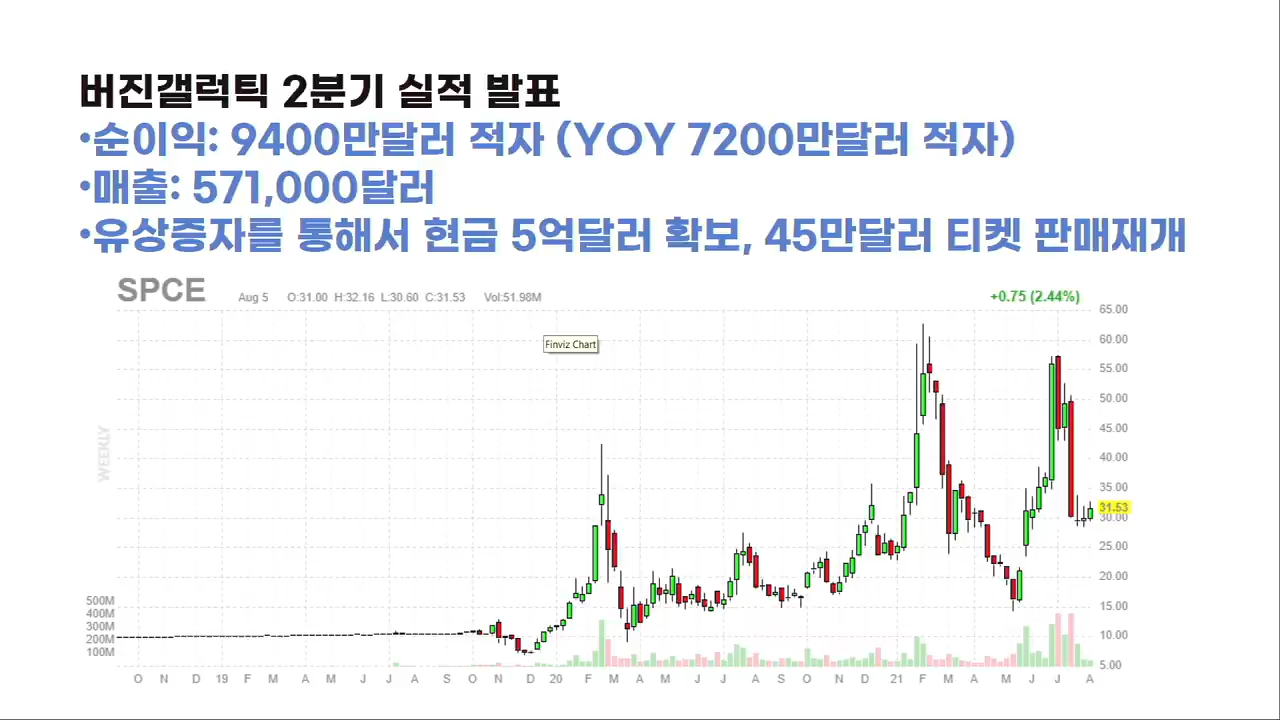 버진갤럭틱 2분기 실적 발표
•순이익: 9400만달러 적자 (YOY 7200만달러 적자)
•매출: 571,000달러
•유상증자를 통해서 현금 5억달러 확보, 45만달러 티켓 판매재개
SPCE Aug 5 O:31.00 H:32.16 L:30.60 C:31.53 Vol:51.98M +0.75 (2.44%)
65.00
Finviz Chart
60.00
55.00
50.00
45.00
WEEKLY
40.00
35.00
31.53
30.00
25.00
20.00
500M
15.00
400M
300M
200M
10.00
100M
5.00
O N D 19 F M A M J J A S O N D 20 F M A M J J A S O N D 21 F M A M J J A